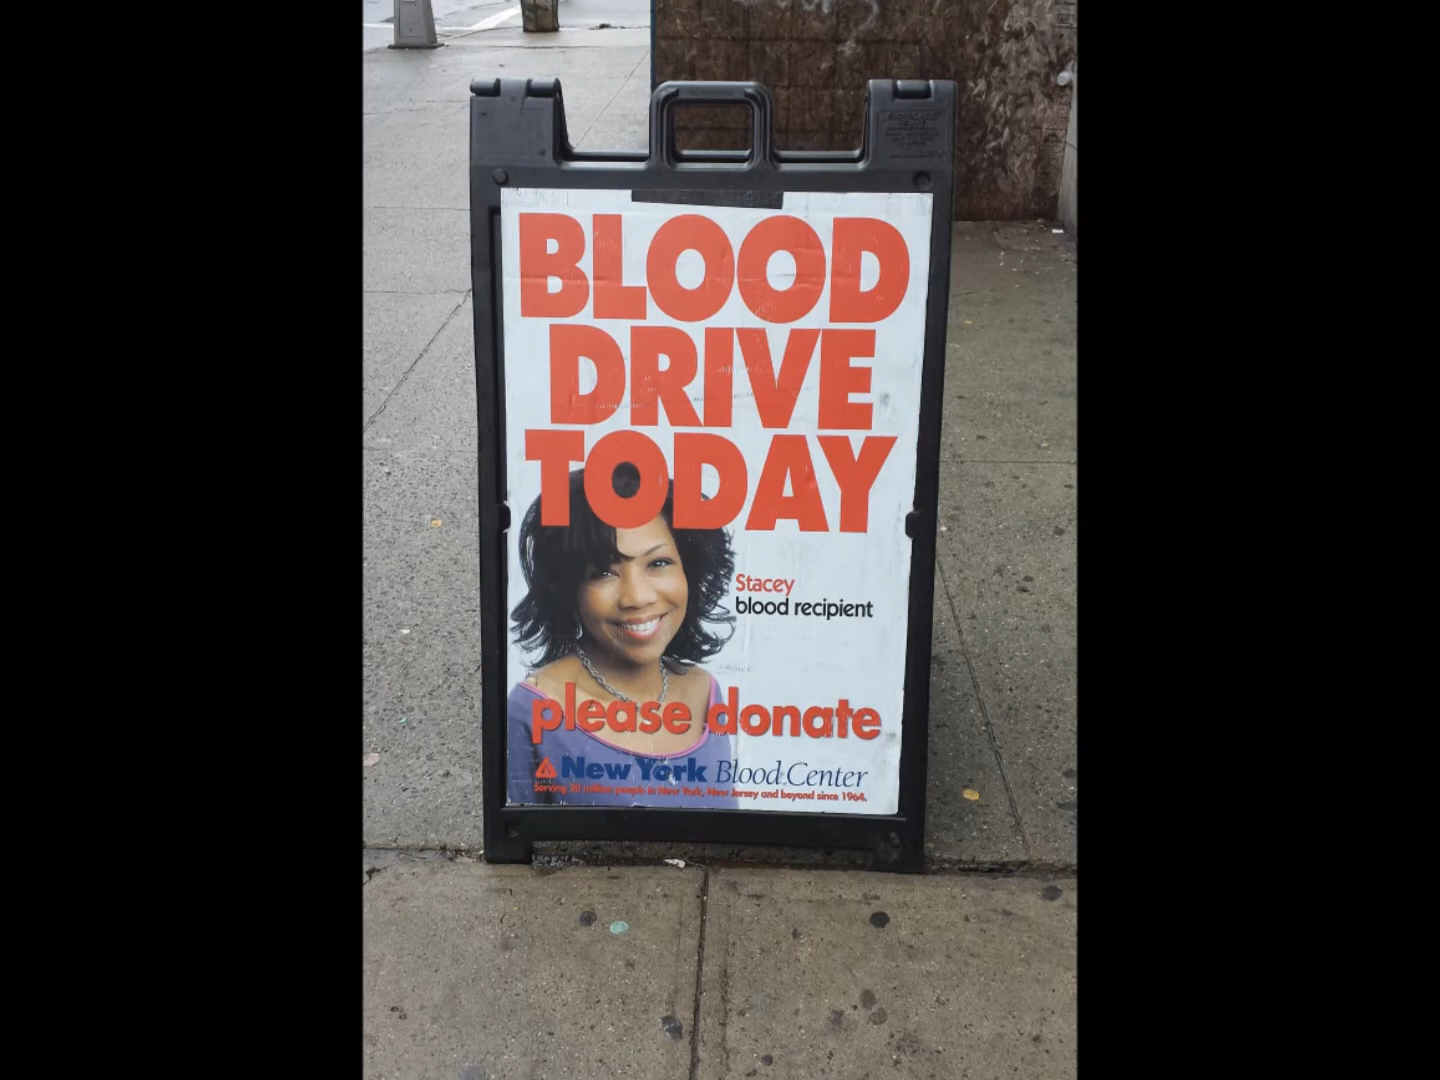 BLOOD
DRIVE
TODAY
Stacey
blood recipient
please donate
New York Blood Center
Serving 20 million people in New York, New Jersey and beyond since 1964.